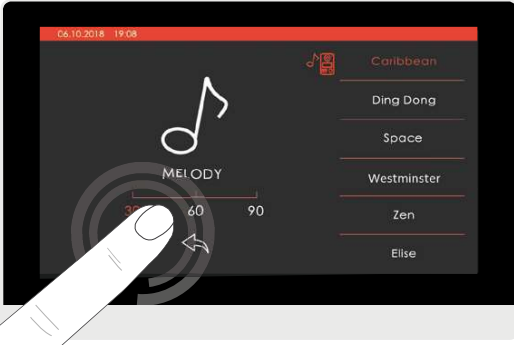 06.10.2018 19:08
Caribbean
Ding Dong
Space
MELODY
Westminster
60 90
Zen
Elise